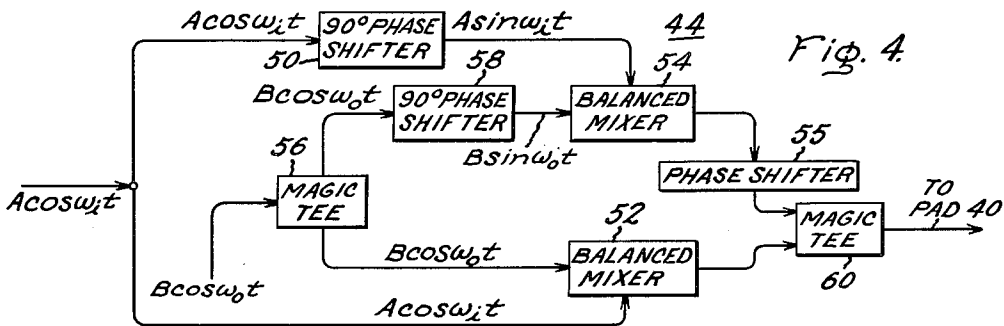 Acosωit
90° PHASE SHIFTER
50
Asinωit
44
Fig. 4.
58
54
Bcosωot
90° PHASE SHIFTER
Bsinωot
BALANCED MIXER
56
55
MAGIC TEE
PHASE SHIFTER
Acosωit
TO PAD 40
MAGIC TEE
60
52
Bcosωot
BALANCED MIXER
Bcosωot
Acosωit